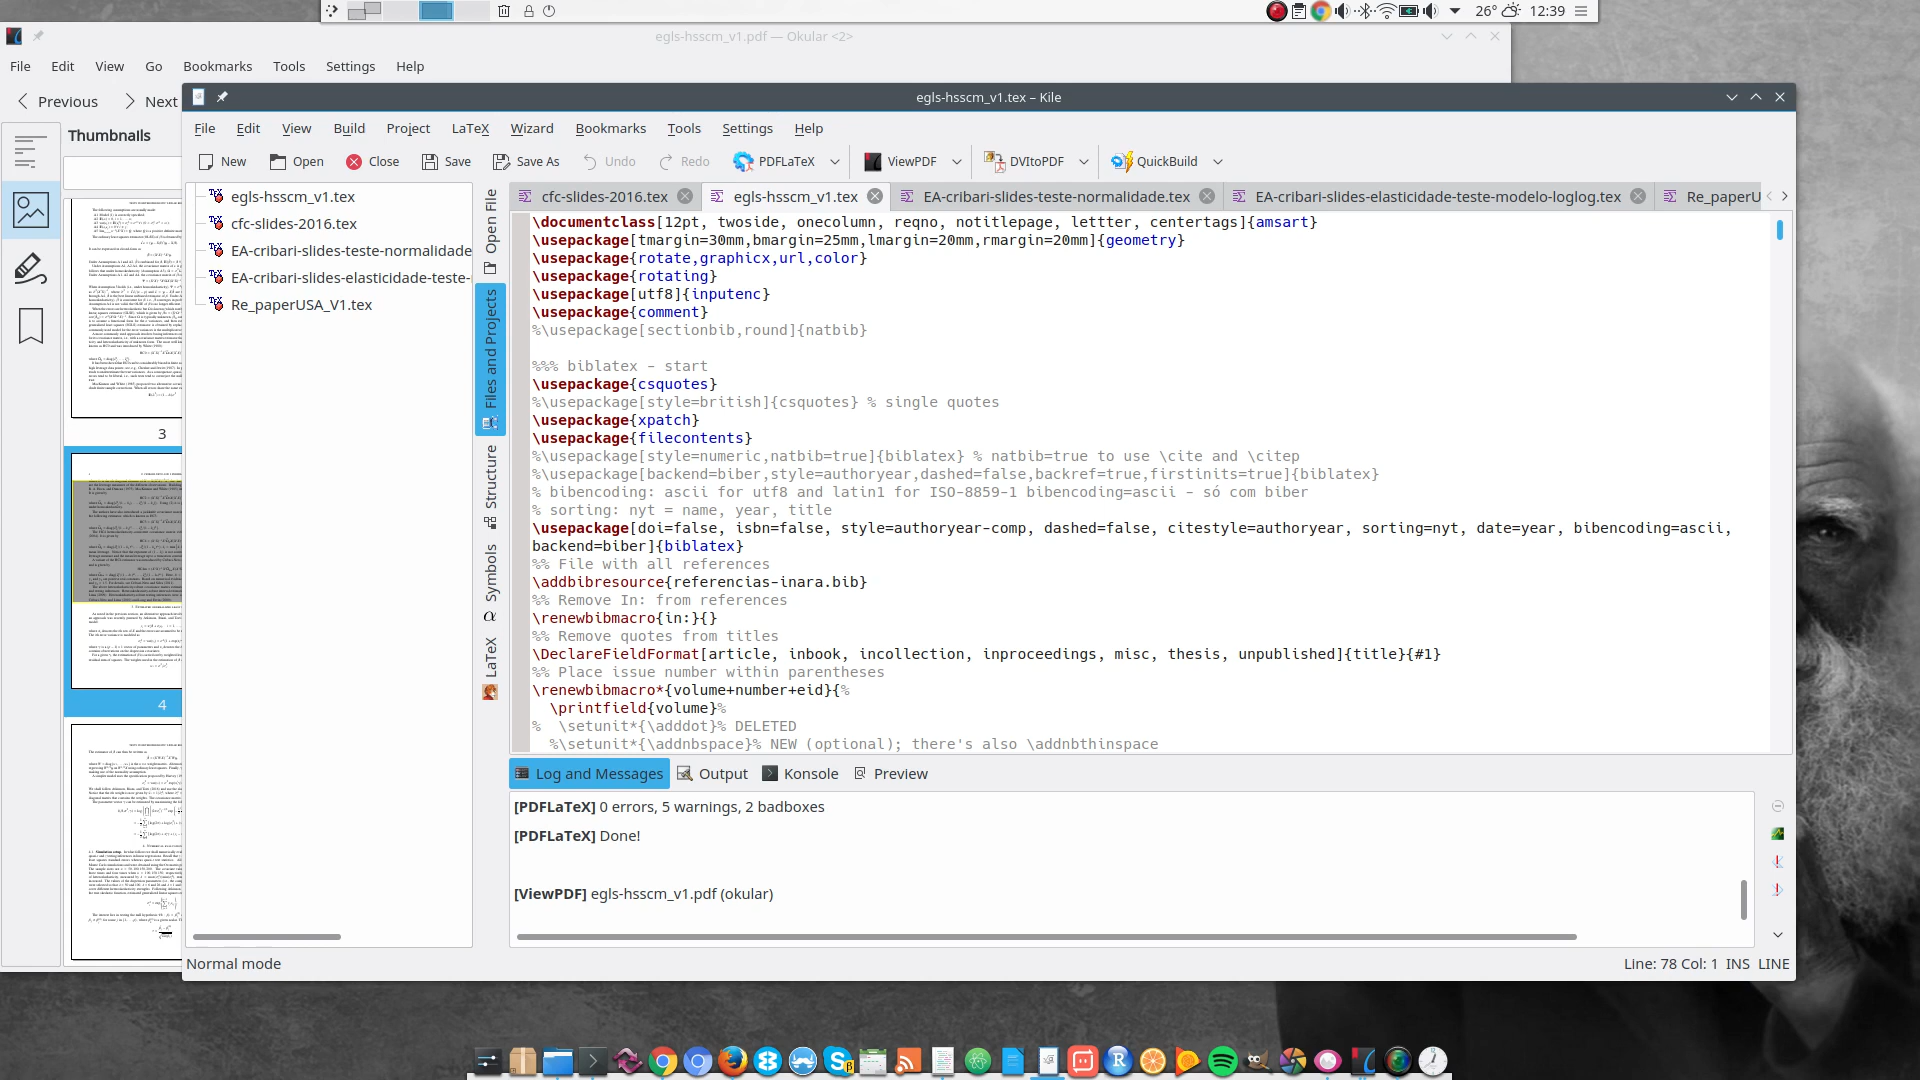 26° 12:39
egls-hsscm_v1.pdf — Okular <2>
File Edit View Go Bookmarks Tools Settings Help
Previous Next
Thumbnails
3
4
egls-hsscm_v1.tex – Kile
File Edit View Build Project LaTeX Wizard Bookmarks Tools Settings Help
New Open Close Save Save As Undo Redo PDFLaTeX ViewPDF DVItoPDF QuickBuild
egls-hsscm_v1.tex
cfc-slides-2016.tex
EA-cribari-slides-teste-normalidade
EA-cribari-slides-elasticidade-teste-
Re_paperUSA_V1.tex
Open File
Files and Projects
Structure
Symbols
LaTeX
cfc-slides-2016.tex egls-hsscm_v1.tex EA-cribari-slides-teste-normalidade.tex EA-cribari-slides-elasticidade-teste-modelo-loglog.tex Re_paperU
\documentclass[12pt, twoside, onecolumn, reqno, notitlepage, lettter, centertags]{amsart}
\usepackage[tmargin=30mm,bmargin=25mm,lmargin=20mm,rmargin=20mm]{geometry}
\usepackage{rotate,graphicx,url,color}
\usepackage{rotating}
\usepackage[utf8]{inputenc}
\usepackage{comment}
%\usepackage[sectionbib,round]{natbib}
%%% biblatex - start
\usepackage{csquotes}
%\usepackage[style=british]{csquotes} % single quotes
\usepackage{xpatch}
\usepackage{filecontents}
%\usepackage[style=numeric,natbib=true]{biblatex} % natbib=true to use \cite and \citep
%\usepackage[backend=biber,style=authoryear,dashed=false,backref=true,firstinits=true]{biblatex}
% bibencoding: ascii for utf8 and latin1 for ISO-8859-1 bibencoding=ascii - só com biber
% sorting: nyt = name, year, title
\usepackage[doi=false, isbn=false, style=authoryear-comp, dashed=false, citestyle=authoryear, sorting=nyt, date=year, bibencoding=ascii,
backend=biber]{biblatex}
%% File with all references
\addbibresource{referencias-inara.bib}
%% Remove In: from references
\renewbibmacro{in:}{}
%% Remove quotes from titles
\DeclareFieldFormat[article, inbook, incollection, inproceedings, misc, thesis, unpublished]{title}{#1}
%% Place issue number within parentheses
\renewbibmacro*{volume+number+eid}{%
\printfield{volume}%
% \setunit*{\adddot}% DELETED
%\setunit*{\addnbspace}% NEW (optional); there's also \addnbthinspace
Log and Messages Output Konsole Preview
[PDFLaTeX] 0 errors, 5 warnings, 2 badboxes
[PDFLaTeX] Done!
[ViewPDF] egls-hsscm_v1.pdf (okular)
Normal mode
Line: 78 Col: 1 INS LINE